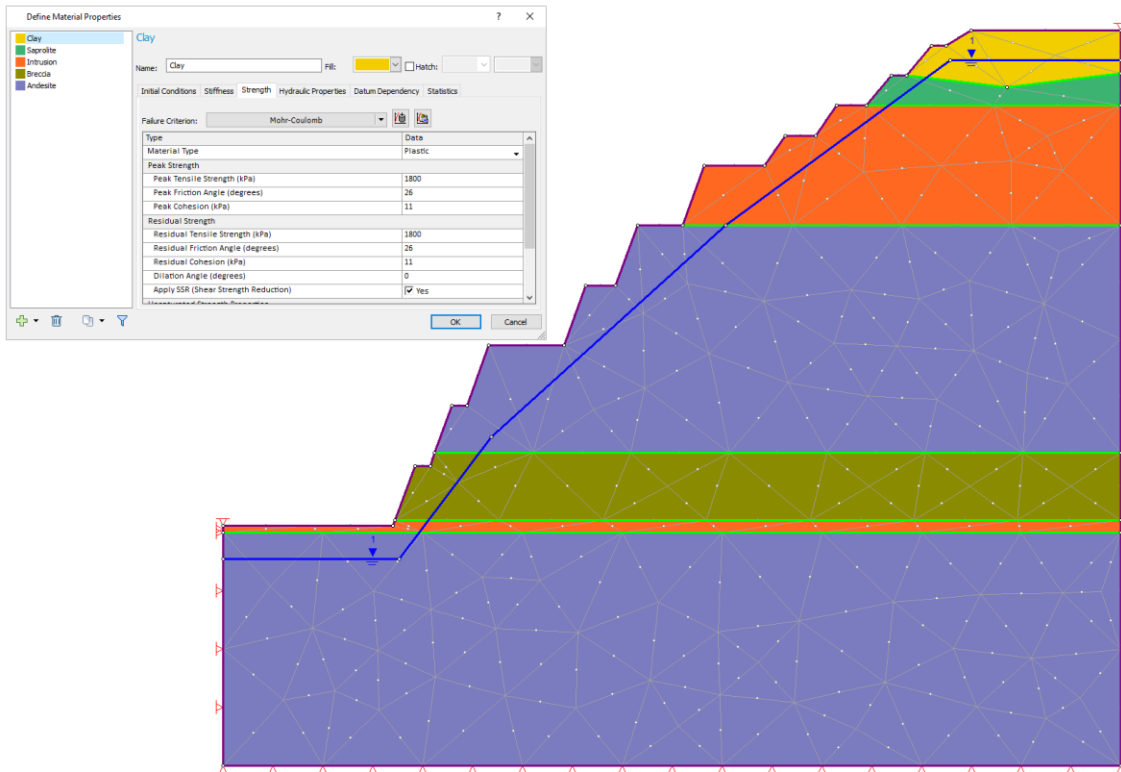 Define Material Properties
?
Clay
Saprolite
Intrusion
Breccia
Andesite
Clay
Name: Clay Fill: Hatch:
Initial Conditions Stiffness Strength Hydraulic Properties Datum Dependency Statistics
Failure Criterion: Mohr-Coulomb
Type Data
Material Type Plastic
Peak Strength
Peak Tensile Strength (kPa) 1800
Peak Friction Angle (degrees) 26
Peak Cohesion (kPa) 11
Residual Strength
Residual Tensile Strength (kPa) 1800
Residual Friction Angle (degrees) 26
Residual Cohesion (kPa) 11
Dilation Angle (degrees) 0
Apply SSR (Shear Strength Reduction) Yes
OK Cancel
1
1